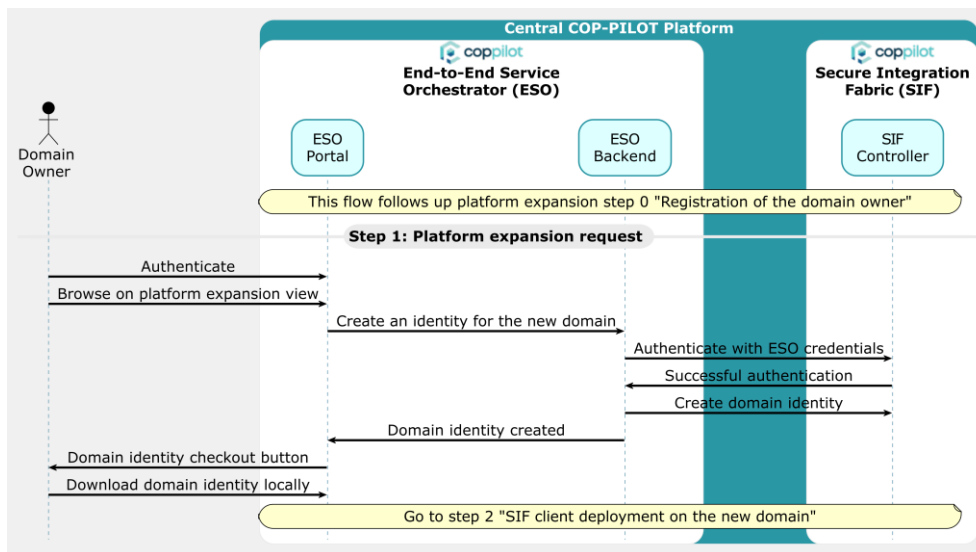 Central COP-PILOT Platform
coppilot
End-to-End Service
Orchestrator (ESO)
coppilot
Secure Integration
Fabric (SIF)
Domain
Owner
ESO
Portal
ESO
Backend
SIF
Controller
This flow follows up platform expansion step 0 "Registration of the domain owner"
Step 1: Platform expansion request
Authenticate
Browse on platform expansion view
Create an identity for the new domain
Authenticate with ESO credentials
Successful authentication
Create domain identity
Domain identity created
Domain identity checkout button
Download domain identity locally
Go to step 2 "SIF client deployment on the new domain"